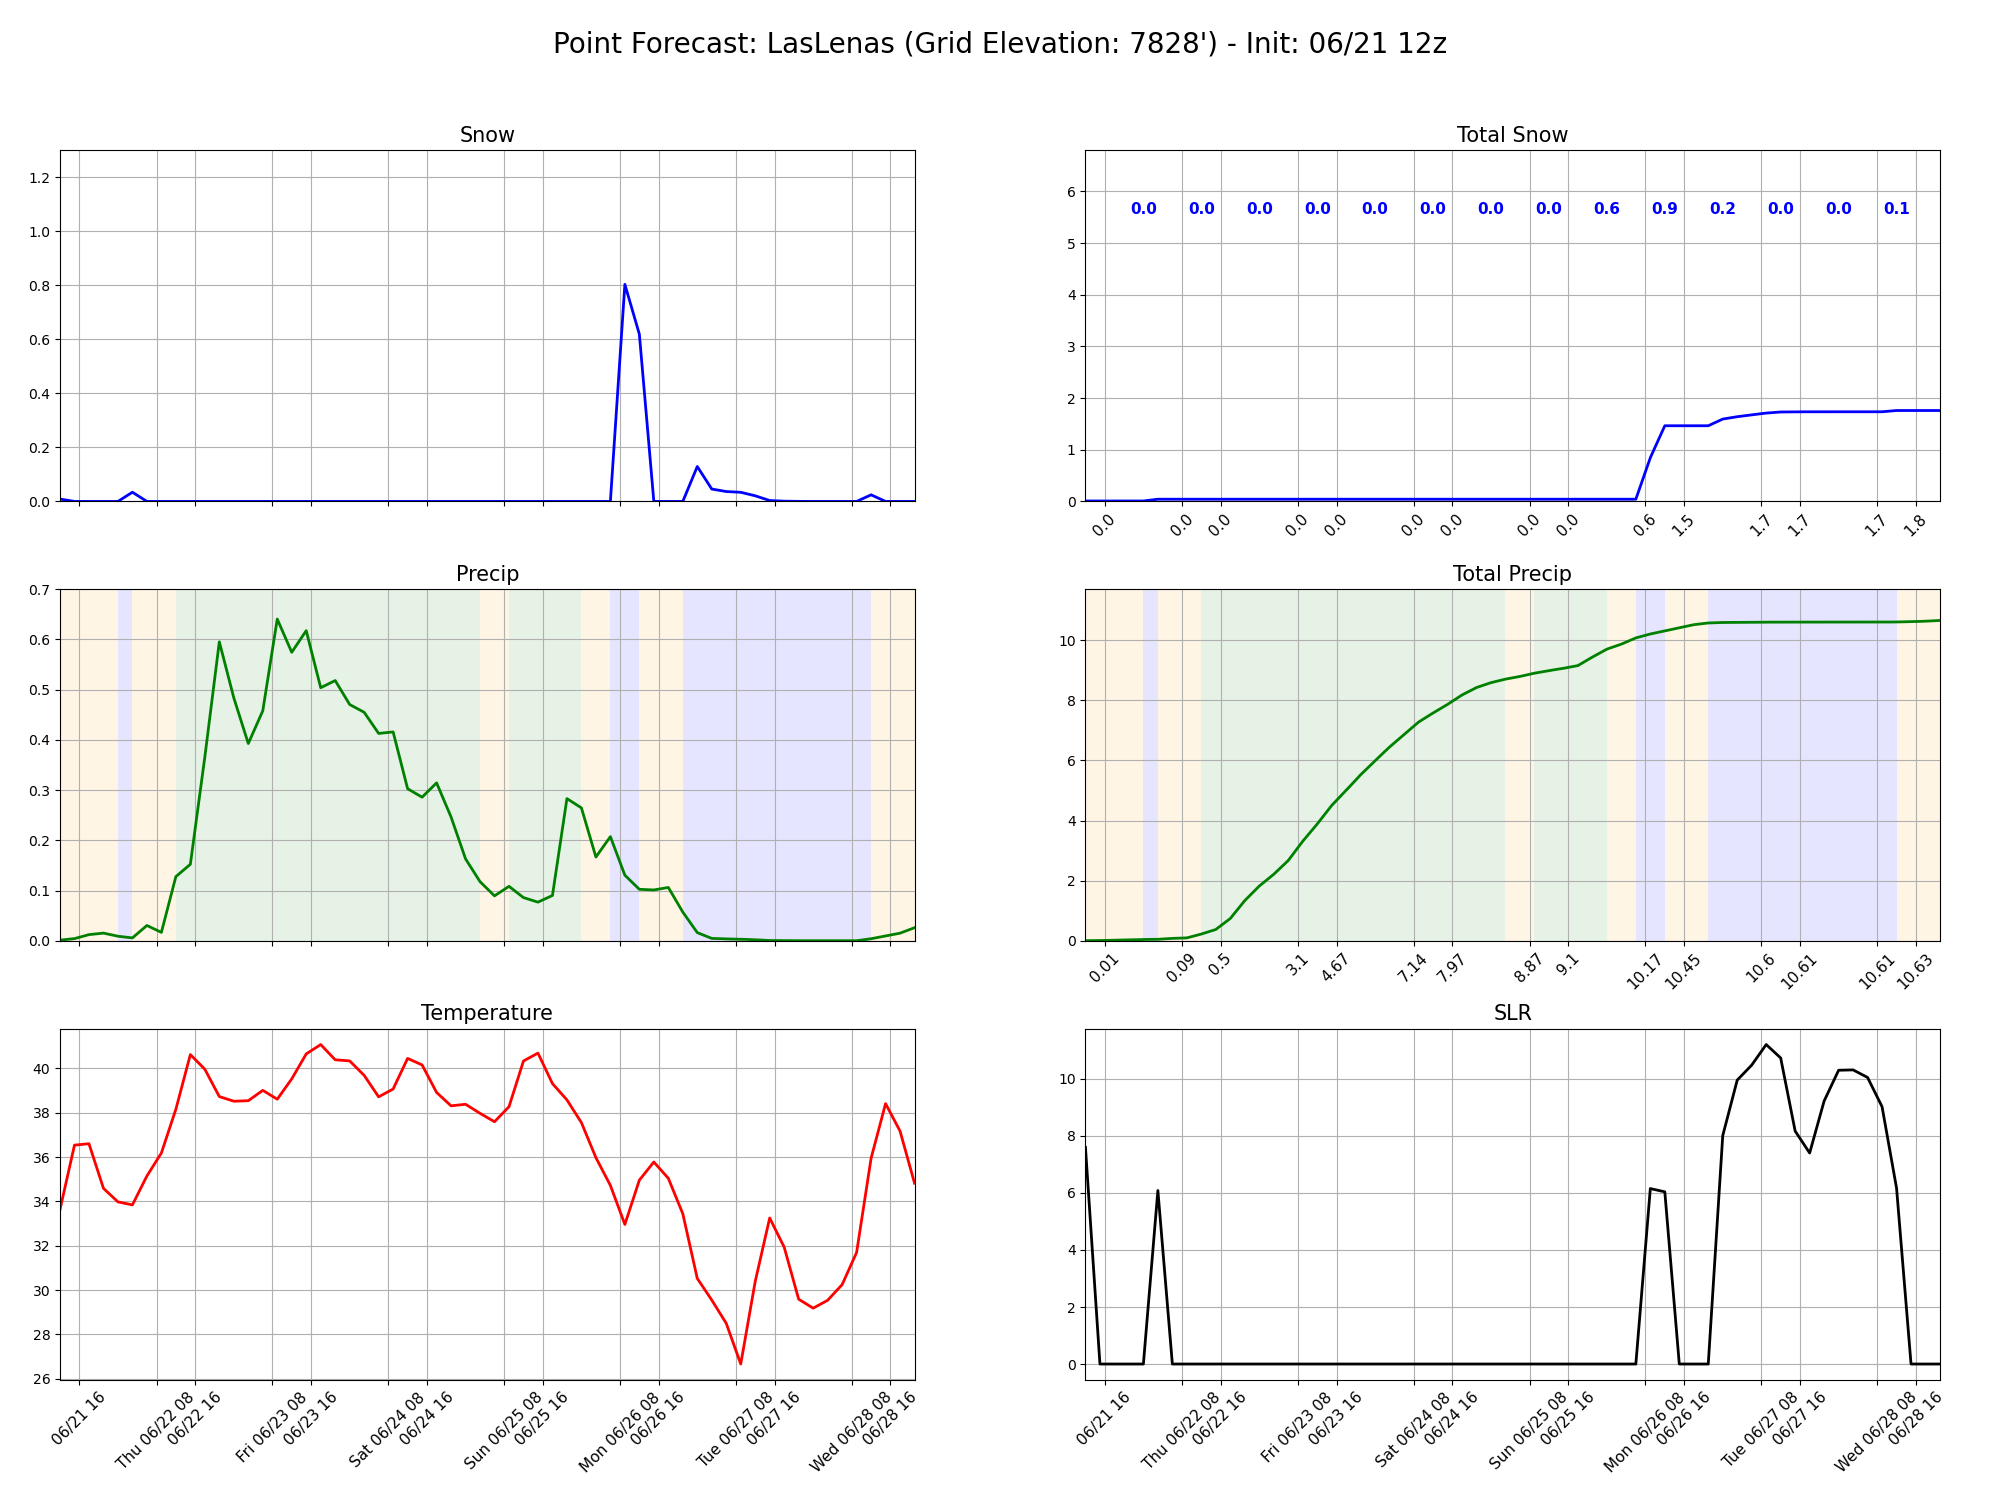 Point Forecast: LasLenas (Grid Elevation: 7828') - Init: 06/21 12z
Snow
1.2
1.0
0.8
0.6
0.4
0.2
0.0
Total Snow
6
5
4
3
2
1
0
0.0 0.0 0.0 0.0 0.0 0.0 0.0 0.0 0.6 0.9 0.2 0.0 0.0 0.1
0.0 0.0 0.0 0.0 0.0 0.0 0.0 0.0 0.0 0.6 1.5 1.7 1.7 1.7 1.8
Precip
0.7
0.6
0.5
0.4
0.3
0.2
0.1
0.0
Total Precip
10
8
6
4
2
0
0.01 0.09 0.5 3.1 4.67 7.14 7.97 8.87 9.1 10.17 10.45 10.6 10.61 10.61 10.63
Temperature
40
38
36
34
32
30
28
26
06/21 16
Thu 06/22 08
06/22 16
Fri 06/23 08
06/23 16
Sat 06/24 08
06/24 16
Sun 06/25 08
06/25 16
Mon 06/26 08
06/26 16
Tue 06/27 08
06/27 16
Wed 06/28 08
06/28 16
SLR
10
8
6
4
2
0
06/21 16
Thu 06/22 08
06/22 16
Fri 06/23 08
06/23 16
Sat 06/24 08
06/24 16
Sun 06/25 08
06/25 16
Mon 06/26 08
06/26 16
Tue 06/27 08
06/27 16
Wed 06/28 08
06/28 16